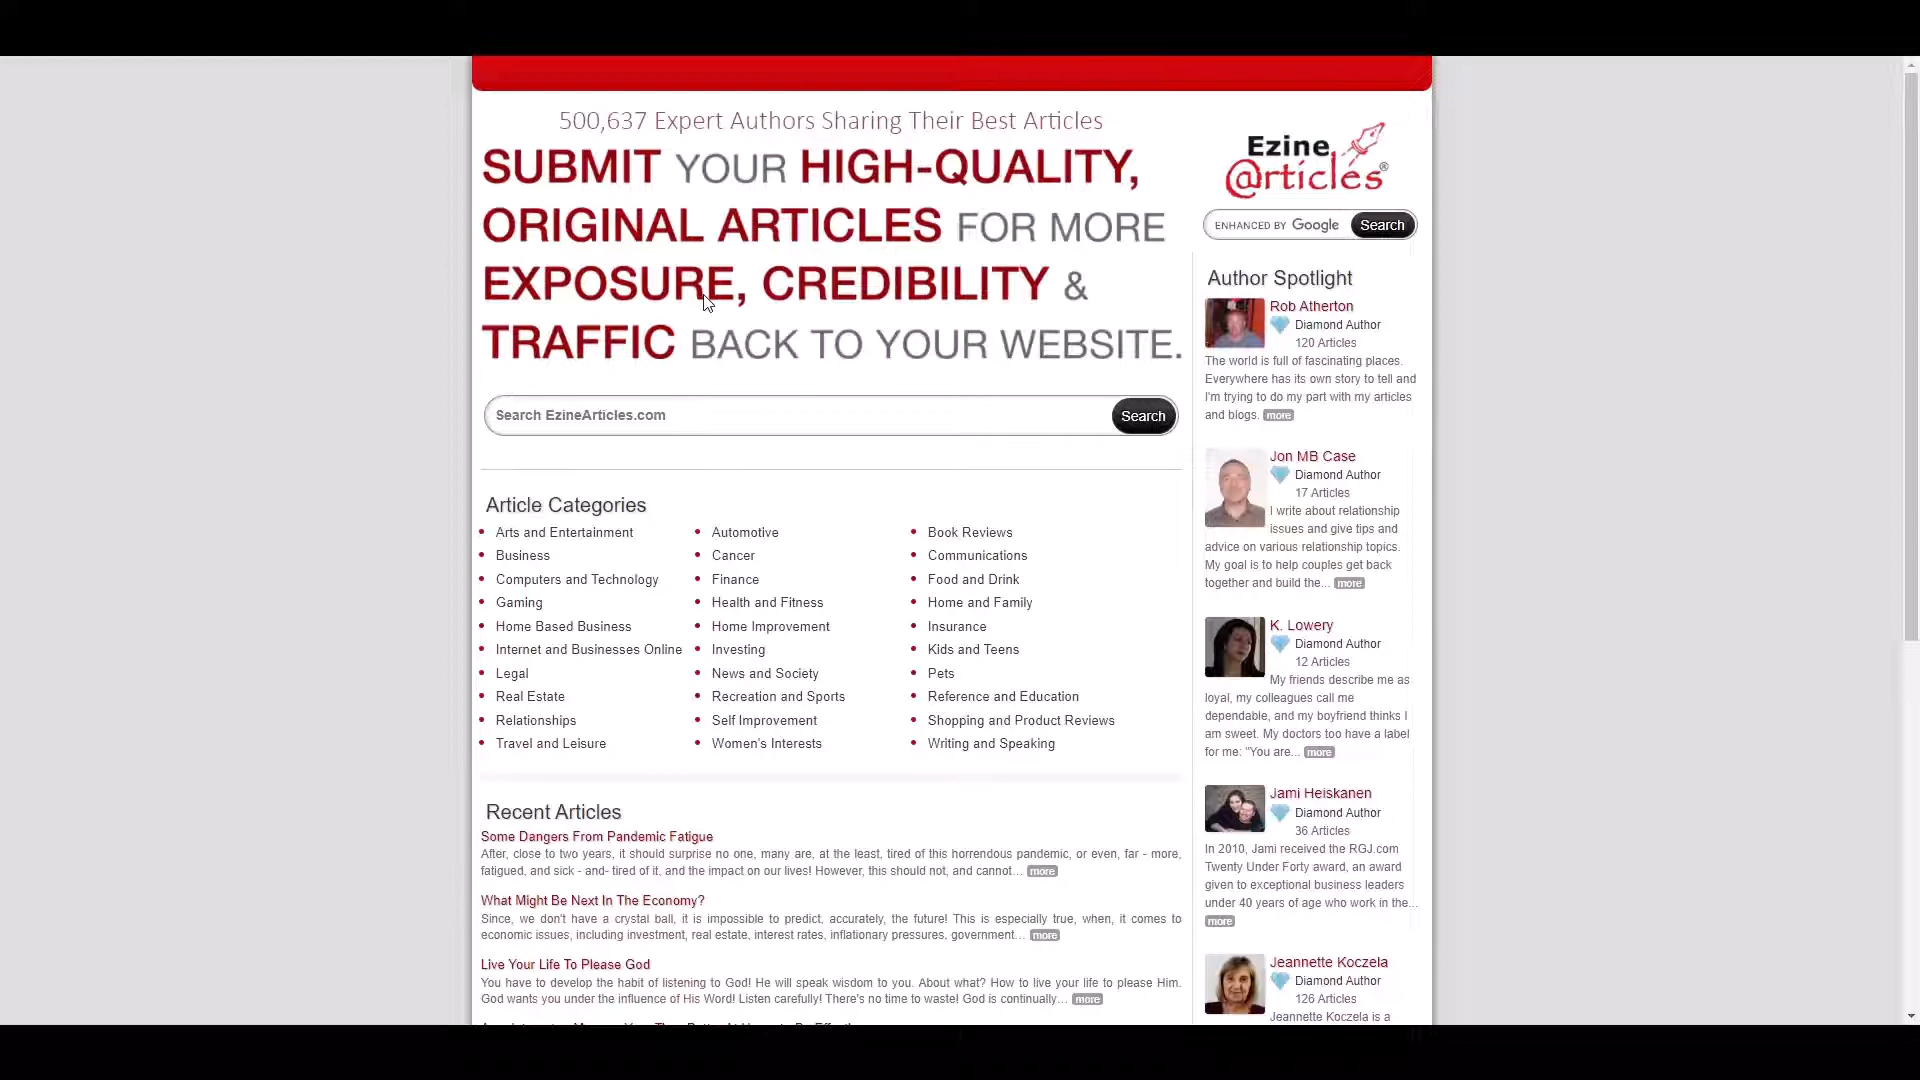 500,637 Expert Authors Sharing Their Best Articles
SUBMIT YOUR HIGH-QUALITY,
ORIGINAL ARTICLES FOR MORE
EXPOSURE, CREDIBILITY &
TRAFFIC BACK TO YOUR WEBSITE.
Search EzineArticles.com
Search
Article Categories
Arts and Entertainment
Automotive
Book Reviews
Business
Cancer
Communications
Computers and Technology
Finance
Food and Drink
Gaming
Health and Fitness
Home and Family
Home Based Business
Home Improvement
Insurance
Internet and Businesses Online
Investing
Kids and Teens
Legal
News and Society
Pets
Real Estate
Recreation and Sports
Reference and Education
Relationships
Self Improvement
Shopping and Product Reviews
Travel and Leisure
Women's Interests
Writing and Speaking
Recent Articles
Some Dangers From Pandemic Fatigue
After, close to two years, it should surprise no one, many are, at the least, tired of this horrendous pandemic, or even, far - more,
fatigued, and sick - and- tired of it, and the impact on our lives! However, this should not, and cannot... more
What Might Be Next In The Economy?
Since, we don't have a crystal ball, it is impossible to predict, accurately, the future! This is especially true, when, it comes to
economic issues, including investment, real estate, interest rates, inflationary pressures, government... more
Live Your Life To Please God
You have to develop the habit of listening to God! He will speak wisdom to you. About what? How to live your life to please Him.
God wants you under the influence of His Word! Listen carefully! There's no time to waste! God is continually... more
Ezine
@rticles®
ENHANCED BY Google
Search
Author Spotlight
Rob Atherton
Diamond Author
120 Articles
The world is full of fascinating places.
Everywhere has its own story to tell and
I'm trying to do my part with my articles
and blogs. more
Jon MB Case
Diamond Author
17 Articles
I write about relationship
issues and give tips and
advice on various relationship topics.
My goal is to help couples get back
together and build the... more
K. Lowery
Diamond Author
12 Articles
My friends describe me as
loyal, my colleagues call me
dependable, and my boyfriend thinks I
am sweet. My doctors too have a label
for me: "You are... more
Jami Heiskanen
Diamond Author
36 Articles
In 2010, Jami received the RGJ.com
Twenty Under Forty award, an award
given to exceptional business leaders
under 40 years of age who work in the...
more
Jeannette Koczela
Diamond Author
126 Articles
Jeannette Koczela is a